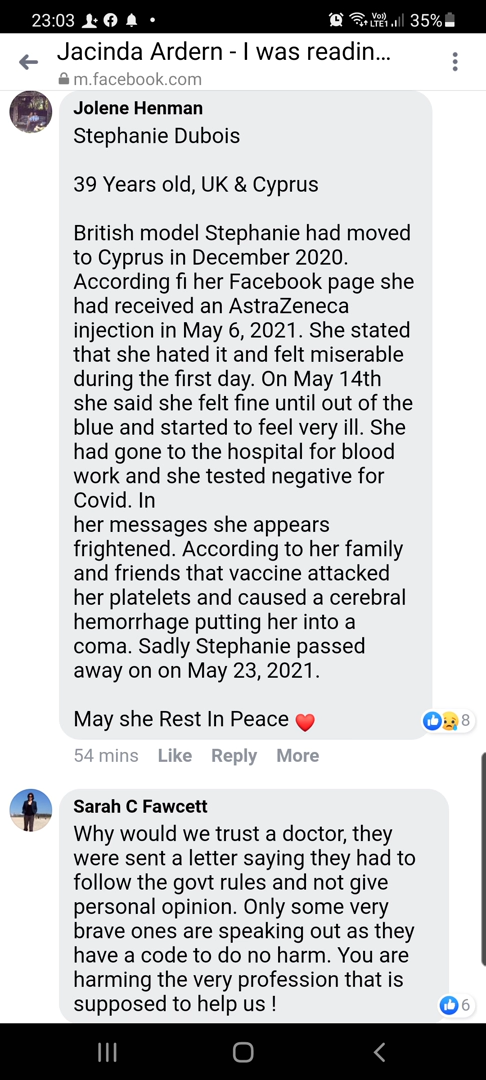 23:03 Vo)) LTE1 35%
Jacinda Ardern - I was readin...
m.facebook.com
Jolene Henman
Stephanie Dubois
39 Years old, UK & Cyprus
British model Stephanie had moved
to Cyprus in December 2020.
According fi her Facebook page she
had received an AstraZeneca
injection in May 6, 2021. She stated
that she hated it and felt miserable
during the first day. On May 14th
she said she felt fine until out of the
blue and started to feel very ill. She
had gone to the hospital for blood
work and she tested negative for
Covid. In
her messages she appears
frightened. According to her family
and friends that vaccine attacked
her platelets and caused a cerebral
hemorrhage putting her into a
coma. Sadly Stephanie passed
away on on May 23, 2021.
May she Rest In Peace ❤️
8
54 mins Like Reply More
Sarah C Fawcett
Why would we trust a doctor, they
were sent a letter saying they had to
follow the govt rules and not give
personal opinion. Only some very
brave ones are speaking out as they
have a code to do no harm. You are
harming the very profession that is
supposed to help us !
6